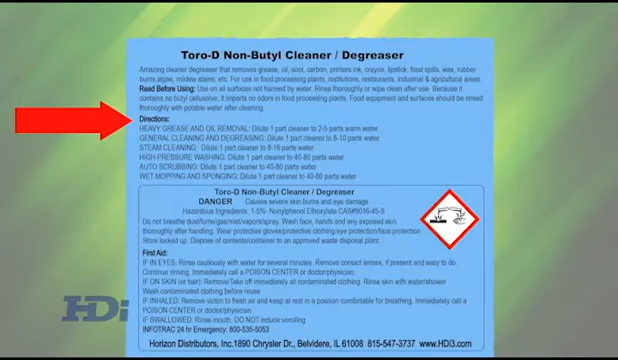 Toro-D Non-Butyl Cleaner / Degreaser
Amazing cleaner degreaser that removes grease, oil, soot, carbon, printers ink, crayon, lipstick, food spills, wax, rubber
burns,algae, mildew stains, etc. For use in food processing plants, institutions, restaurants, industrial & agricultural areas
Read Before Using: Use on all surfaces not harmed by water. Rinse thoroughly or wipe clean after use. Because it
contains no butyl cellusolve, it imparts no odors in food processing plants. Food equipment and surfaces should be rinsed
thoroughly with potable water after cleaning.
Directions:
HEAVY GREASE AND OIL REMOVAL: Dilute 1 part cleaner to 2-5 parts warm water
GENERAL CLEANING AND DEGREASING: Dilute 1 part cleaner to 8-10 parts water
STEAM CLEANING: Dilute 1 part cleaner to 8-16 parts water
HIGH PRESSURE WASHING: Dilute 1 part cleaner to 40-80 parts water
AUTO SCRUBBING: Dilute 1 part cleaner to 40-80 parts water
WET MOPPING AND SPONGING: Dilute 1 part cleaner to 40-80 parts water
Toro-D Non-Butyl Cleaner / Degreaser
DANGER Causes severe skin burns and eye damage
Hazardous Ingredients: 1-5% Nonylphenol Ethoxylate CAS#9016-45-9
Do not breathe dust/fume/gas/mist/vapors/spray. Wash face, hands and any exposed skin
thoroughly after handling. Wear protective gloves/protective clothing/eye protection/face protection
Store locked up. Dispose of contents/container to an approved waste disposal plant.
First Aid:
IF IN EYES: Rinse cautiously with water for several minutes. Remove contact lenses, if present and easy to do.
Continue rinsing. Immediately call a POISON CENTER or doctor/physician.
IF ON SKIN (or hair): Remove/Take off immediately all contaminated clothing. Rinse skin with water/shower
Wash contaminated clothing before reuse
IF INHALED: Remove victim to fresh air and keep at rest in a position comfortable for breathing. Immediately call a
POISON CENTER or doctor/physician
IF SWALLOWED: Rinse mouth. DO NOT induce vomiting
INFOTRAC 24 hr Emergency: 800-535-5053
Horizon Distributors, Inc.1890 Chrysler Dr., Belvidere, IL 61008 815-547-3737 www.HDi3.com
HDi